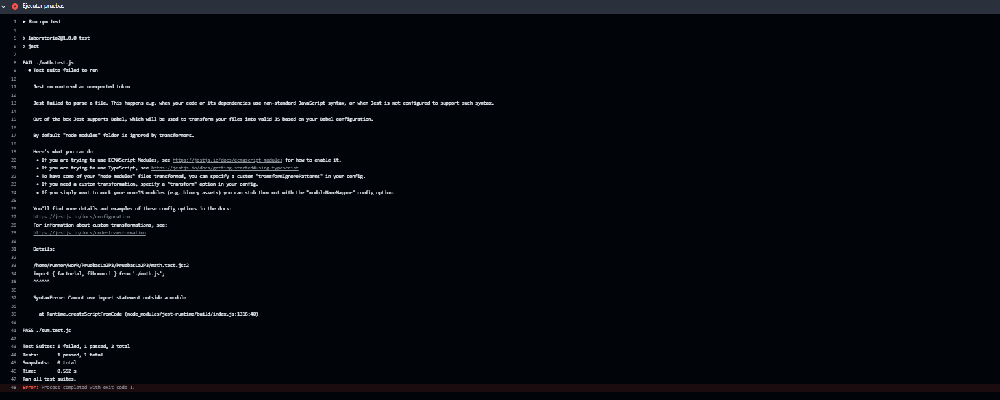 Ejecutar pruebas
1 ▶ Run npm test
4
5 > laboratorio2@1.0.0 test
6 > jest
7
8 FAIL ./math.test.js
9 ● Test suite failed to run
10
11 Jest encountered an unexpected token
12
13 Jest failed to parse a file. This happens e.g. when your code or its dependencies use non-standard JavaScript syntax, or when Jest is not configured to support such syntax.
14
15 Out of the box Jest supports Babel, which will be used to transform your files into valid JS based on your Babel configuration.
16
17 By default "node_modules" folder is ignored by transformers.
18
19 Here's what you can do:
20 • If you are trying to use ECMAScript Modules, see https://jestjs.io/docs/ecmascript-modules for how to enable it.
21 • If you are trying to use TypeScript, see https://jestjs.io/docs/getting-started#using-typescript
22 • To have some of your "node_modules" files transformed, you can specify a custom "transformIgnorePatterns" in your config.
23 • If you need a custom transformation, specify a "transform" option in your config.
24 • If you simply want to mock your non-JS modules (e.g. binary assets) you can stub them out with the "moduleNameMapper" config option.
25
26 You'll find more details and examples of these config options in the docs:
27 https://jestjs.io/docs/configuration
28 For information about custom transformations, see:
29 https://jestjs.io/docs/code-transformation
30
31 Details:
32
33 /home/runner/work/PruebasLa2P3/PruebasLa2P3/math.test.js:2
34 import { factorial, fibonacci } from './math.js';
35 ^^^^^^
36
37 SyntaxError: Cannot use import statement outside a module
38
39 at Runtime.createScriptFromCode (node_modules/jest-runtime/build/index.js:1316:40)
40
41 PASS ./sum.test.js
42
43 Test Suites: 1 failed, 1 passed, 2 total
44 Tests: 1 passed, 1 total
45 Snapshots: 0 total
46 Time: 0.592 s
47 Ran all test suites.
48 Error: Process completed with exit code 1.